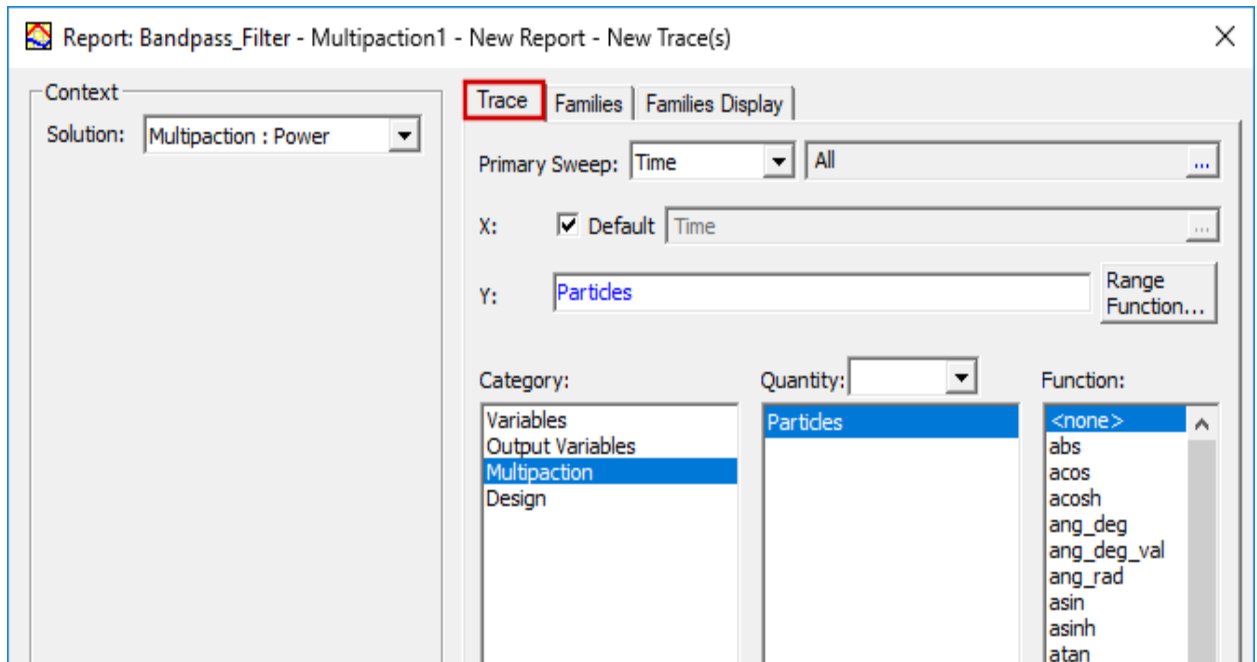 Report: Bandpass_Filter - Multipaction1 - New Report - New Trace(s)
Context
Solution: Multipaction : Power
Trace Families Families Display
Primary Sweep: Time All ...
X: Default Time ...
Y: Particles Range Function...
Category: Quantity: Function:
Variables
Output Variables
Multipaction
Design
Particles
<none>
abs
acos
acosh
ang_deg
ang_deg_val
ang_rad
asin
asinh
atan